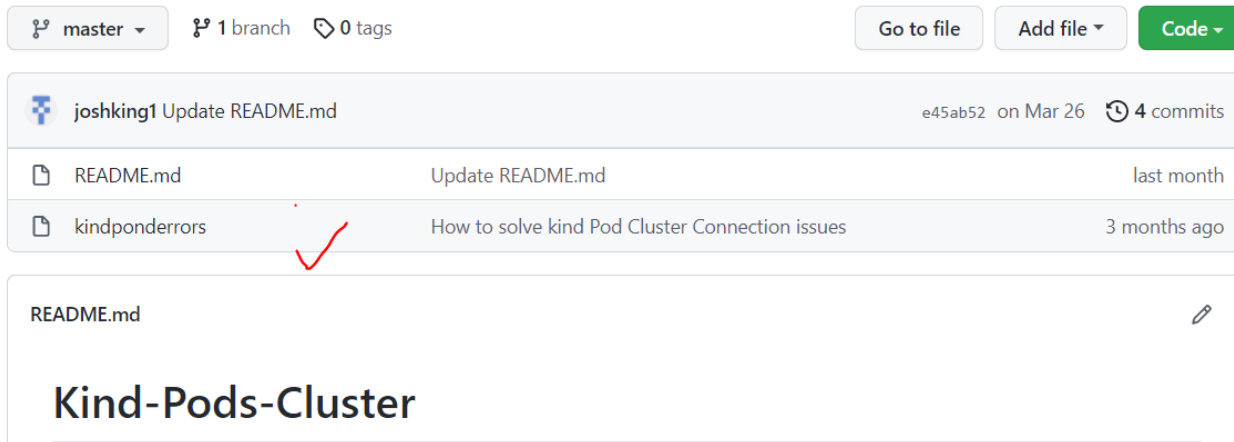 master 1 branch 0 tags Go to file Add file Code
joshking1 Update README.md e45ab52 on Mar 26 4 commits
README.md Update README.md last month
kindponderrors How to solve kind Pod Cluster Connection issues 3 months ago
README.md
Kind-Pods-Cluster